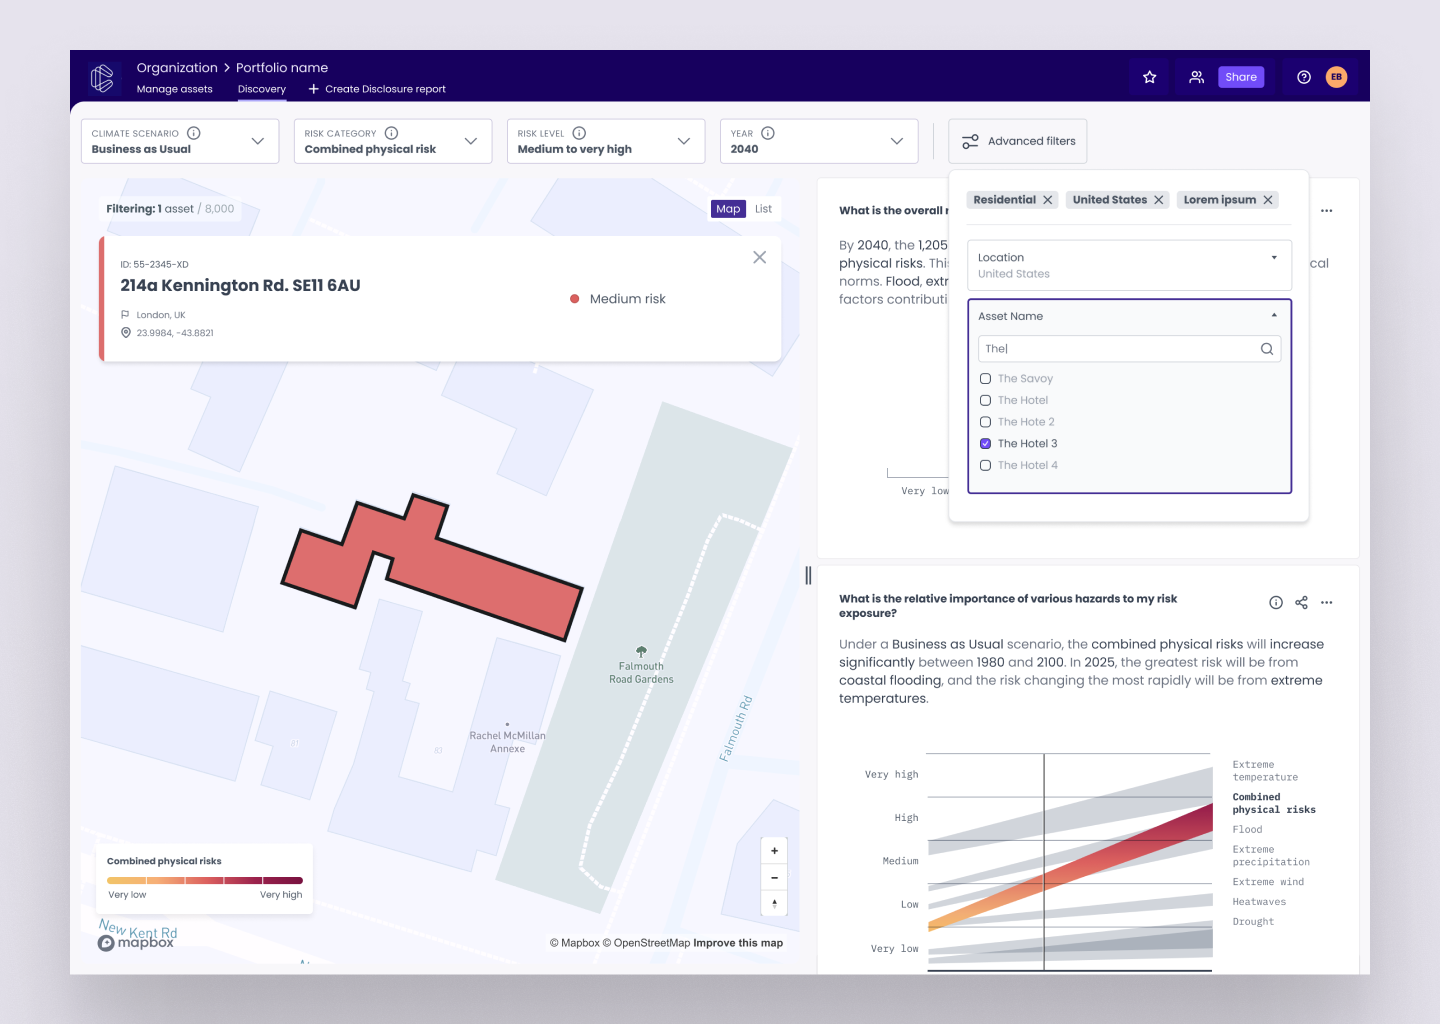 Organization > Portfolio name
Manage assets
Discovery
+ Create Disclosure report
Share
EB
CLIMATE SCENARIO
Business as Usual
RISK CATEGORY
Combined physical risk
RISK LEVEL
Medium to very high
YEAR
2040
Advanced filters
Filtering: 1 asset / 8,000
Map
List
ID: 55-2345-XD
214a Kennington Rd. SE11 6AU
London, UK
23.9984, -43.8821
Medium risk
Falmouth
Road Gardens
Rachel McMillan
Annexe
Falmouth Rd
83
Combined physical risks
Very low
Very high
New Kent Rd
mapbox
© Mapbox © OpenStreetMap Improve this map
What is the overall
By 2040, the 1,205
physical risks. This
cal
norms. Flood, extr
factors contributi
Very low
Residential
United States
Lorem ipsum
Location
United States
Asset Name
The
The Savoy
The Hotel
The Hote 2
The Hotel 3
The Hotel 4
What is the relative importance of various hazards to my risk
exposure?
Under a Business as Usual scenario, the combined physical risks will increase
significantly between 1980 and 2100. In 2025, the greatest risk will be from
coastal flooding, and the risk changing the most rapidly will be from extreme
temperatures.
Very high
High
Medium
Low
Very low
Extreme
temperature
Combined
physical risks
Flood
Extreme
precipitation
Extreme wind
Heatwaves
Drought